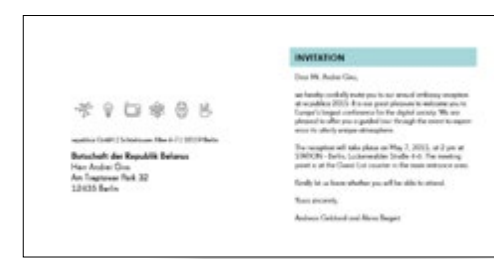 republica GmbH | Schlesisches Ufer 6-7 | 10119 Berlin
Botschaft der Republik Belarus
Herr Andrei Giro
Am Treptower Park 32
12435 Berlin
INVITATION
Dear Mr. Andrei Giro,
we hereby cordially invite you to our annual embassy reception
at re:publica 2015. It is our great pleasure to welcome you to
Europe's largest conference for the digital society. We are
pleased to offer you a guided tour through the event to experi-
ence its utterly unique atmosphere.
The reception will take place on May 7, 2015, at 2 pm at
STATION - Berlin, Luckenwalder Straße 4-6. The meeting
point is at the Guest List counter in the main entrance area.
Kindly let us know whether you will be able to attend.
Yours sincerely,
Andreas Gebhard and